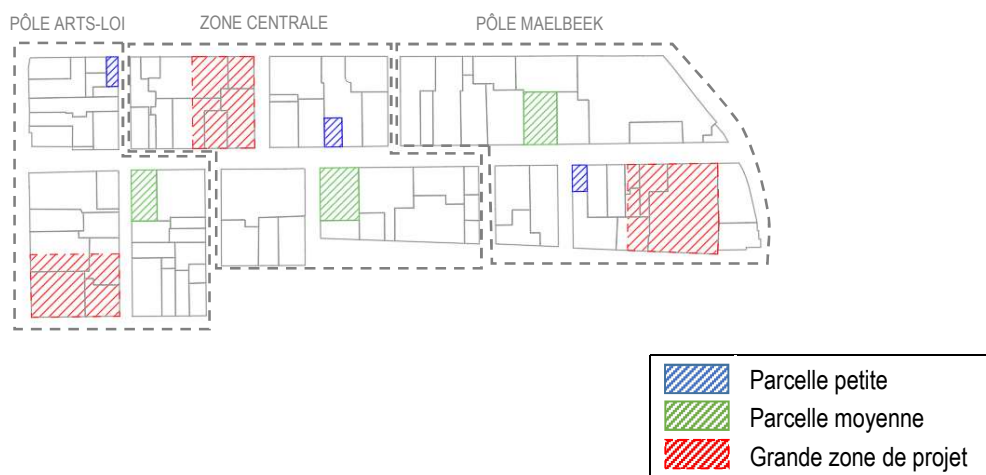 PÔLE ARTS-LOI ZONE CENTRALE PÔLE MAELBEEK
Parcelle petite
Parcelle moyenne
Grande zone de projet